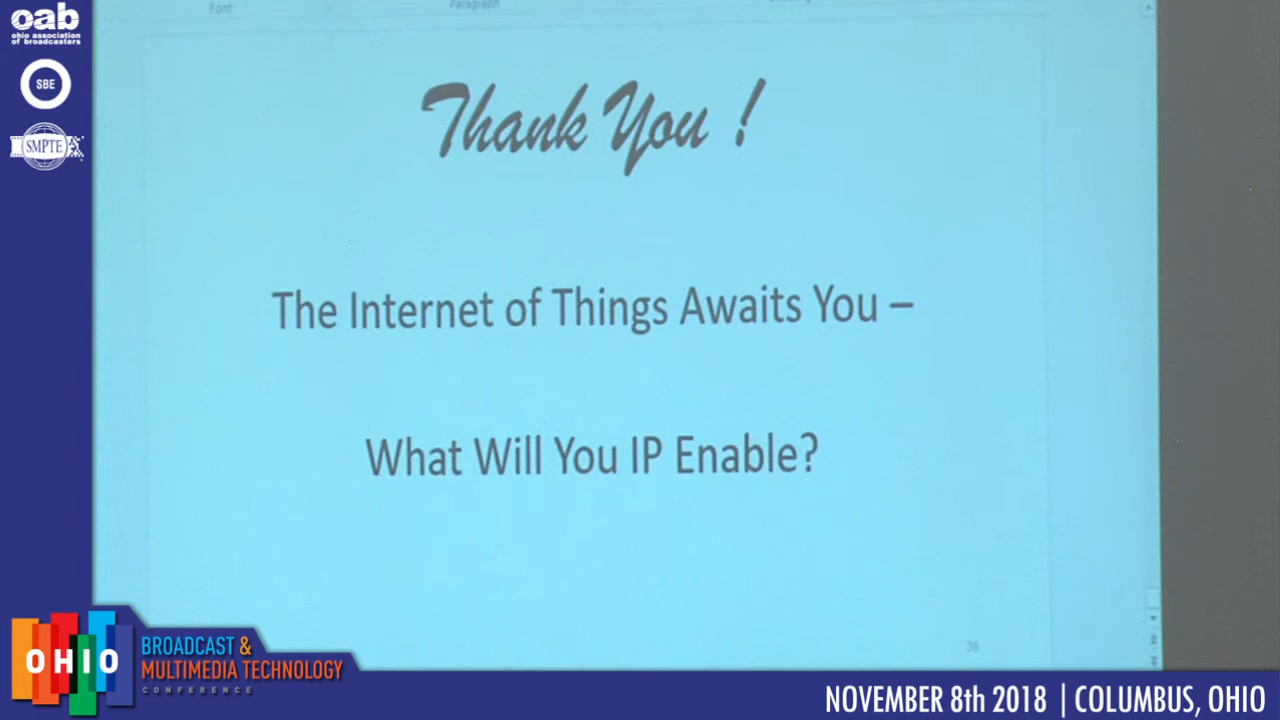 Font
Paragraph
oab
ohio association
of broadcasters
SBE
SMPTE
Thank You !
The Internet of Things Awaits You –
What Will You IP Enable?
36
OHIO
BROADCAST &
MULTIMEDIA TECHNOLOGY
CONFERENCE
NOVEMBER 8th 2018 | COLUMBUS, OHIO